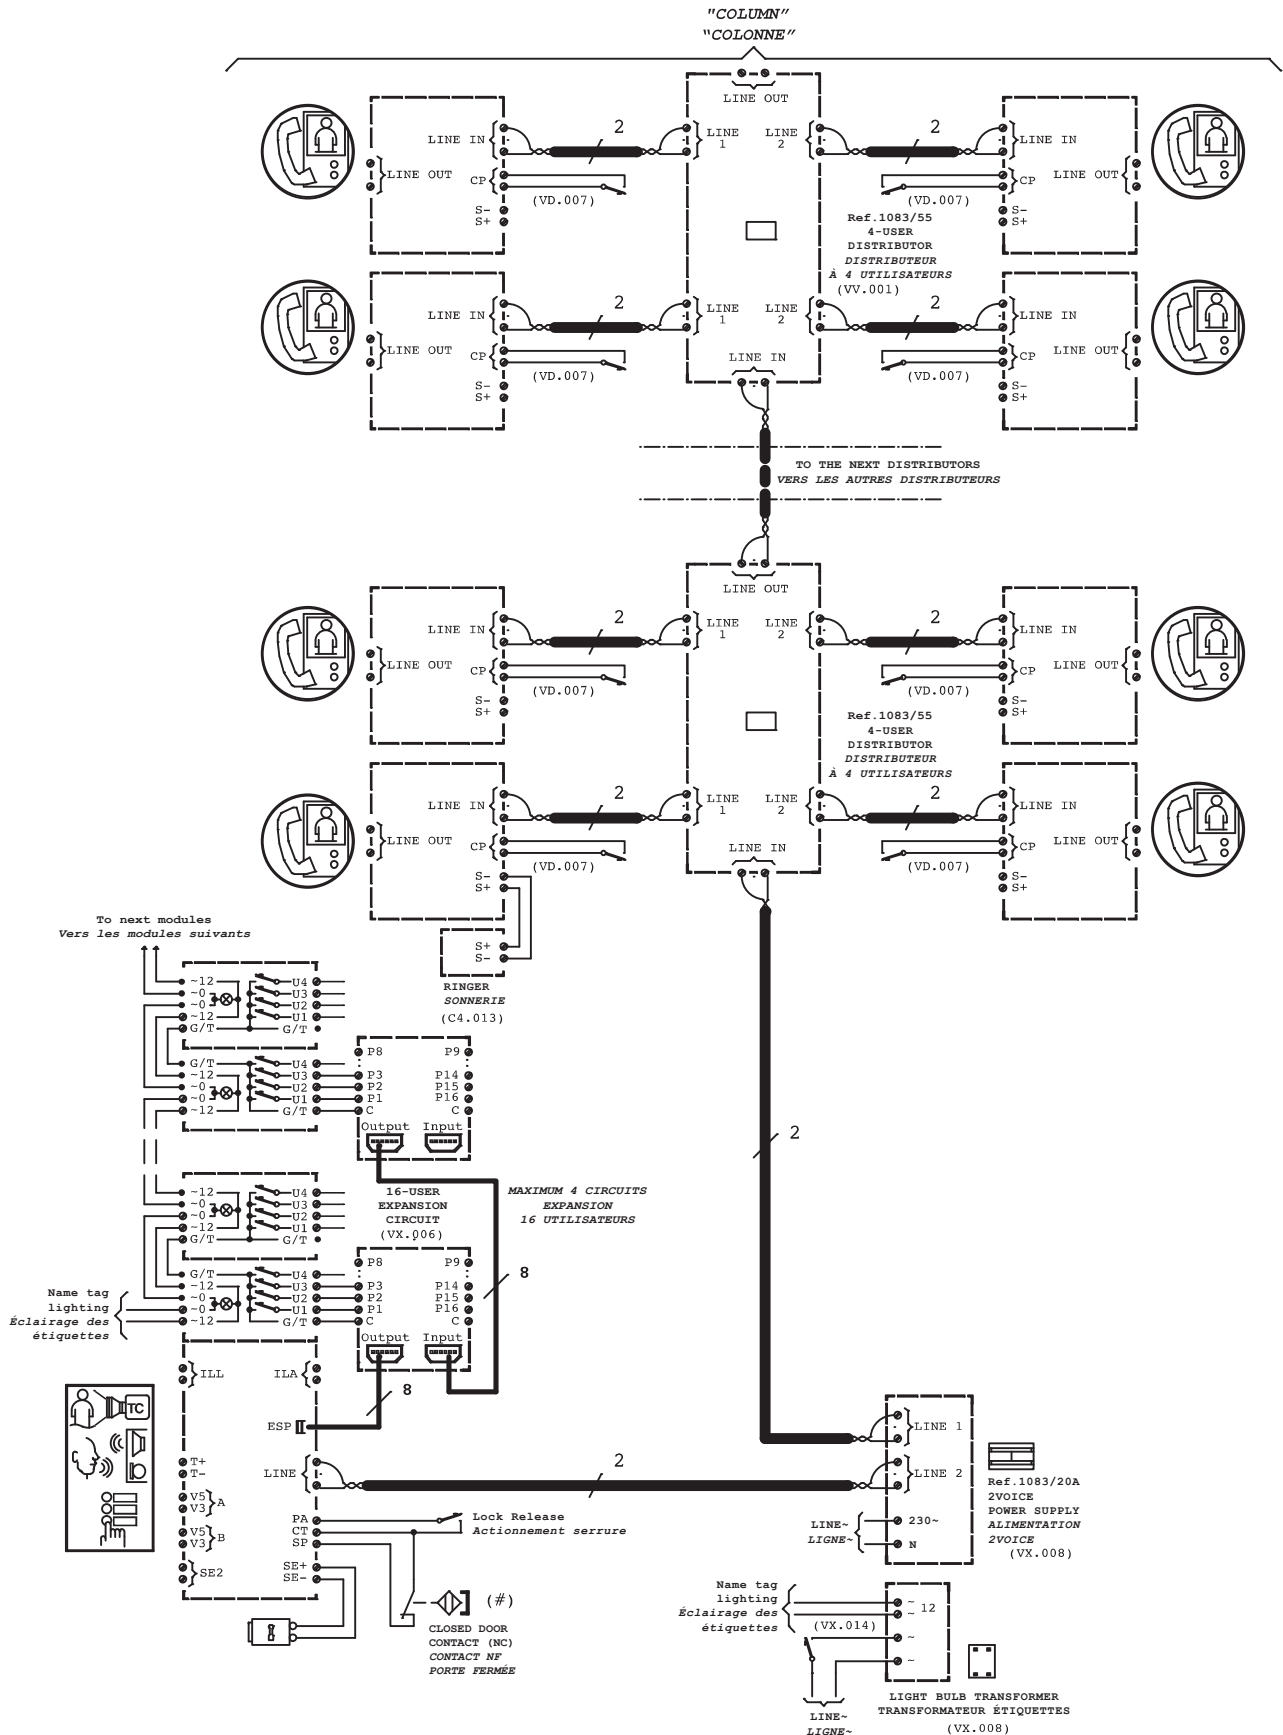 "COLUMN"
"COLONNE"
LINE OUT
LINE IN
LINE OUT
CP
S-
S+
2
(VD.007)
LINE
1
LINE
2
2
(VD.007)
LINE IN
CP
LINE OUT
S-
S+
Ref.1083/55
4-USER
DISTRIBUTOR
DISTRIBUTEUR
À 4 UTILISATEURS
(VV.001)
LINE IN
LINE OUT
CP
S-
S+
2
(VD.007)
LINE
1
LINE
2
2
(VD.007)
LINE IN
CP
LINE OUT
S-
S+
LINE IN
TO THE NEXT DISTRIBUTORS
VERS LES AUTRES DISTRIBUTEURS
LINE OUT
LINE IN
LINE OUT
CP
S-
S+
2
(VD.007)
LINE
1
LINE
2
2
(VD.007)
LINE IN
CP
LINE OUT
S-
S+
Ref.1083/55
4-USER
DISTRIBUTOR
DISTRIBUTEUR
À 4 UTILISATEURS
LINE IN
LINE OUT
CP
S-
S+
2
(VD.007)
LINE
1
LINE
2
2
(VD.007)
LINE IN
CP
LINE OUT
S-
S+
LINE IN
S+
S-
RINGER
SONNERIE
(C4.013)
To next modules
Vers les modules suivants
~12 U4
~0 U3
~0 U2
~12 U1
G/T G/T
G/T U4
~12 U3
~0 U2
~0 U1
~12 G/T
P8 P9
P3 P14
P2 P15
P1 P16
C C
Output Input
2
16-USER
EXPANSION
CIRCUIT
(VX.006)
MAXIMUM 4 CIRCUITS
EXPANSION
16 UTILISATEURS
~12 U4
~0 U3
~0 U2
~12 U1
G/T G/T
G/T U4
~12 U3
~0 U2
~0 U1
~12 G/T
P8 P9
P3 P14
P2 P15
P1 P16
C C
Output Input
8
Name tag
lighting
Éclairage des
étiquettes
8
ILL ILA
ESP
T+
T-
LINE
V5
V3
A
V5
V3
B
SE2
PA
CT
SP
SE+
SE-
TC
2
Lock Release
Actionnement serrure
(#)
CLOSED DOOR
CONTACT (NC)
CONTACT NF
PORTE FERMÉE
LINE 1
LINE 2
230~
N
LINE~
LIGNE~
Ref.1083/20A
2VOICE
POWER SUPPLY
ALIMENTATION
2VOICE
(VX.008)
Name tag
lighting
Éclairage des
étiquettes
(VX.014)
~ 12
~
~
~
LINE~
LIGNE~
LIGHT BULB TRANSFORMER
TRANSFORMATEUR ÉTIQUETTES
(VX.008)